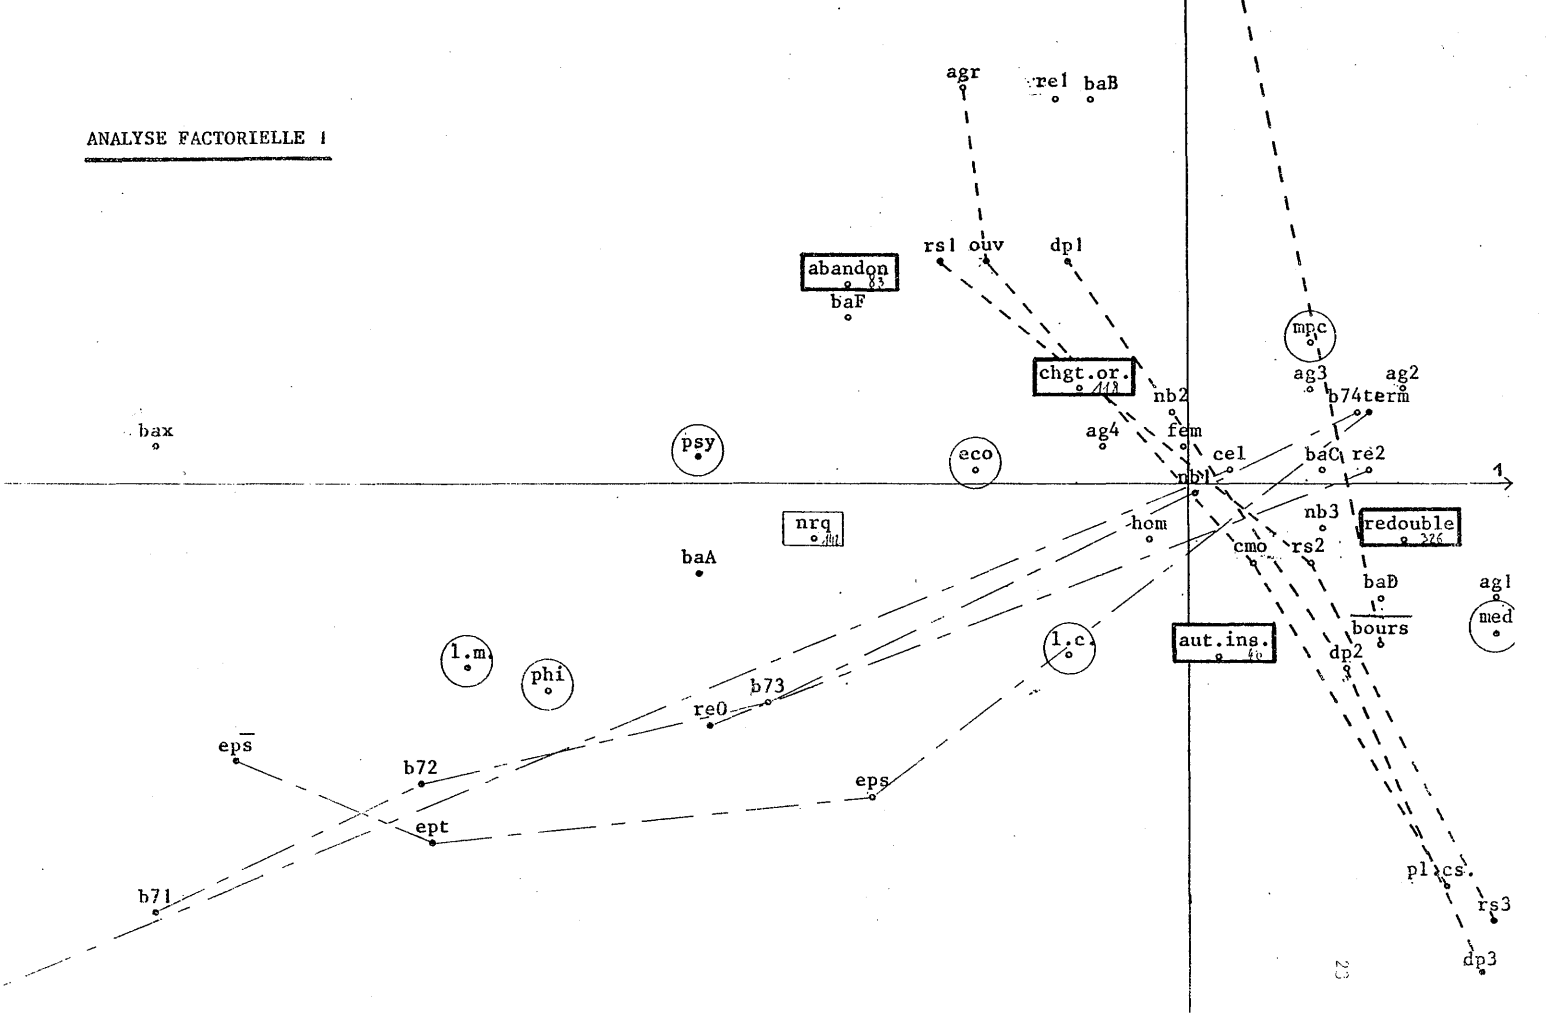 agr
re1 baB
ANALYSE FACTORIELLE 1
rs1 ouv dp1
abandon
83
baF
mpc
chgt.or.
118
ag3 ag2
nb2 b74 term
bax
psy
ag4 fem
eco
cel baC re2
nb1
1
nrq
142
hom
nb3
redouble
326
baA
cmo rs2
baD ag1
l.m.
l.c.
aut.ins.
bours
med
phi
dp2
b73
re0
eps̅
b72
eps
ept
b71
pl.cs.
rs3
dp3
23